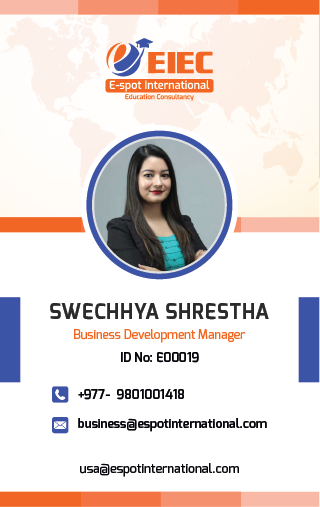 EIEC
E-spot International
Education Consultancy
SWECHHYA SHRESTHA
Business Development Manager
ID No: E00019
+977- 9801001418
business@espotinternational.com
usa@espotinternational.com